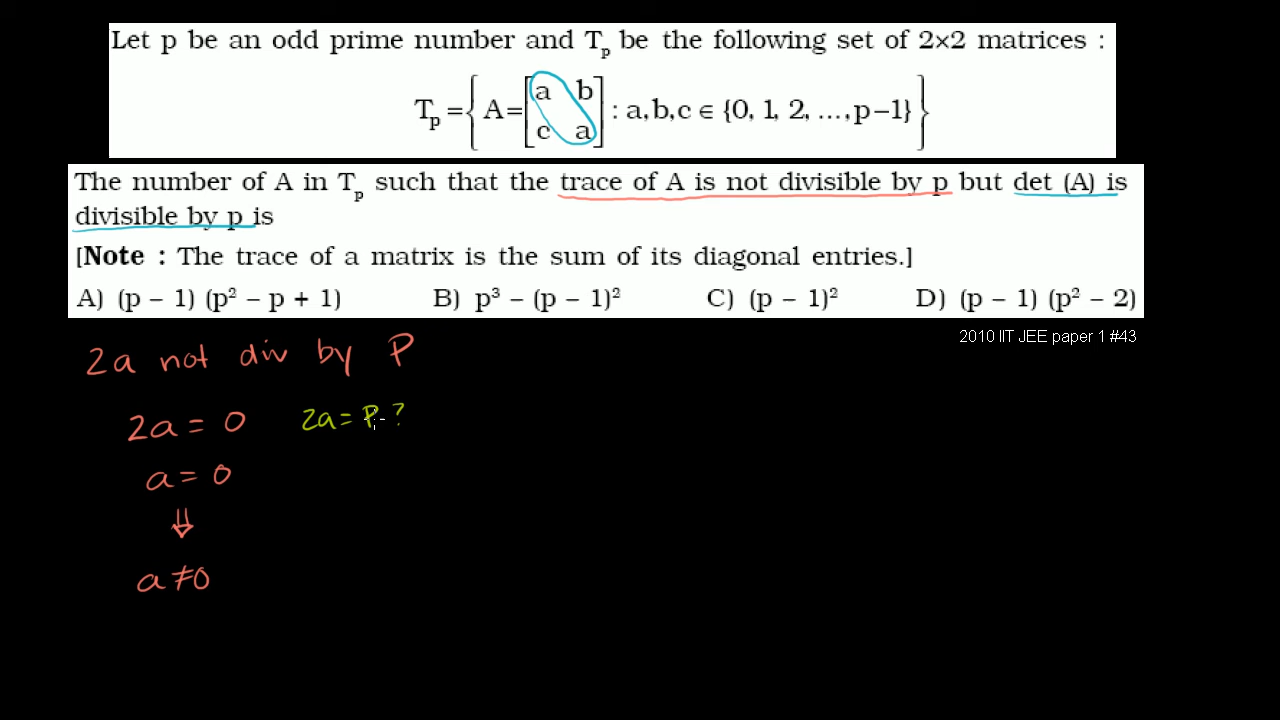 Let p be an odd prime number and Tₚ be the following set of 2×2 matrices :
Tₚ = { A = [ a b ; c a ] : a,b,c ∈ {0, 1, 2, ...,p−1} }
The number of A in Tₚ such that the trace of A is not divisible by p but det (A) is
divisible by p is
[Note : The trace of a matrix is the sum of its diagonal entries.]
A) (p − 1) (p² − p + 1) B) p³ − (p − 1)² C) (p − 1)² D) (p − 1) (p² − 2)
2010 IIT JEE paper 1 #43
2a not div by P
2a = 0 2a = P ?
a = 0
⇓
a ≠ 0